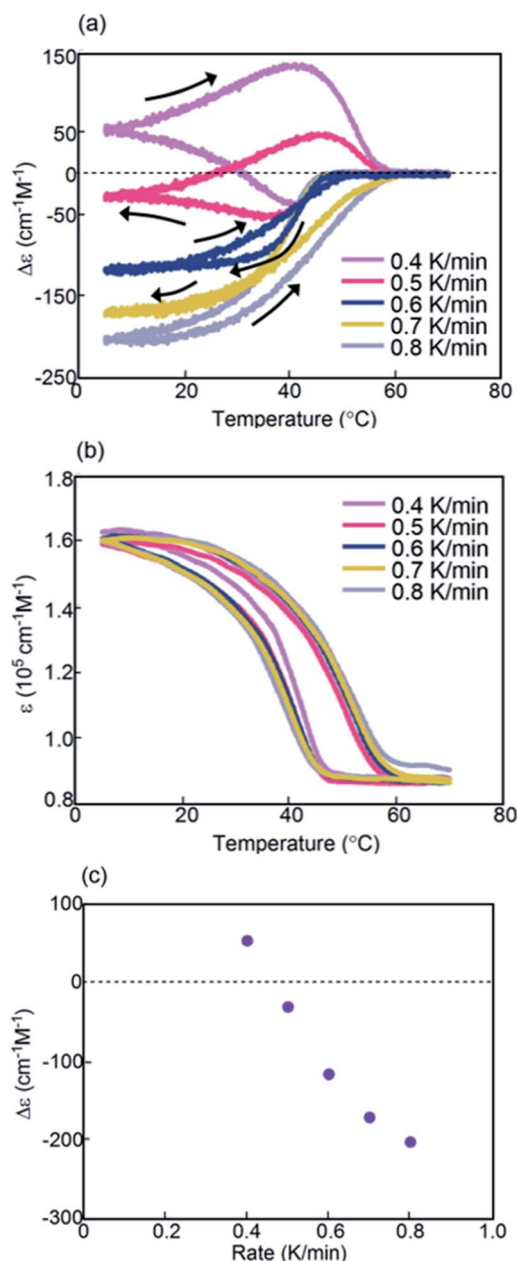 (a)
150
50
0
-50
-150
-250
Δε (cm⁻¹M⁻¹)
0.4 K/min
0.5 K/min
0.6 K/min
0.7 K/min
0.8 K/min
0 20 40 60 80
Temperature (°C)
(b)
1.8
1.6
1.4
1.2
1.0
0.8
ε (10⁵ cm⁻¹M⁻¹)
0.4 K/min
0.5 K/min
0.6 K/min
0.7 K/min
0.8 K/min
0 20 40 60 80
Temperature (°C)
(c)
100
0
-100
-200
-300
Δε (cm⁻¹M⁻¹)
0 0.2 0.4 0.6 0.8 1.0
Rate (K/min)